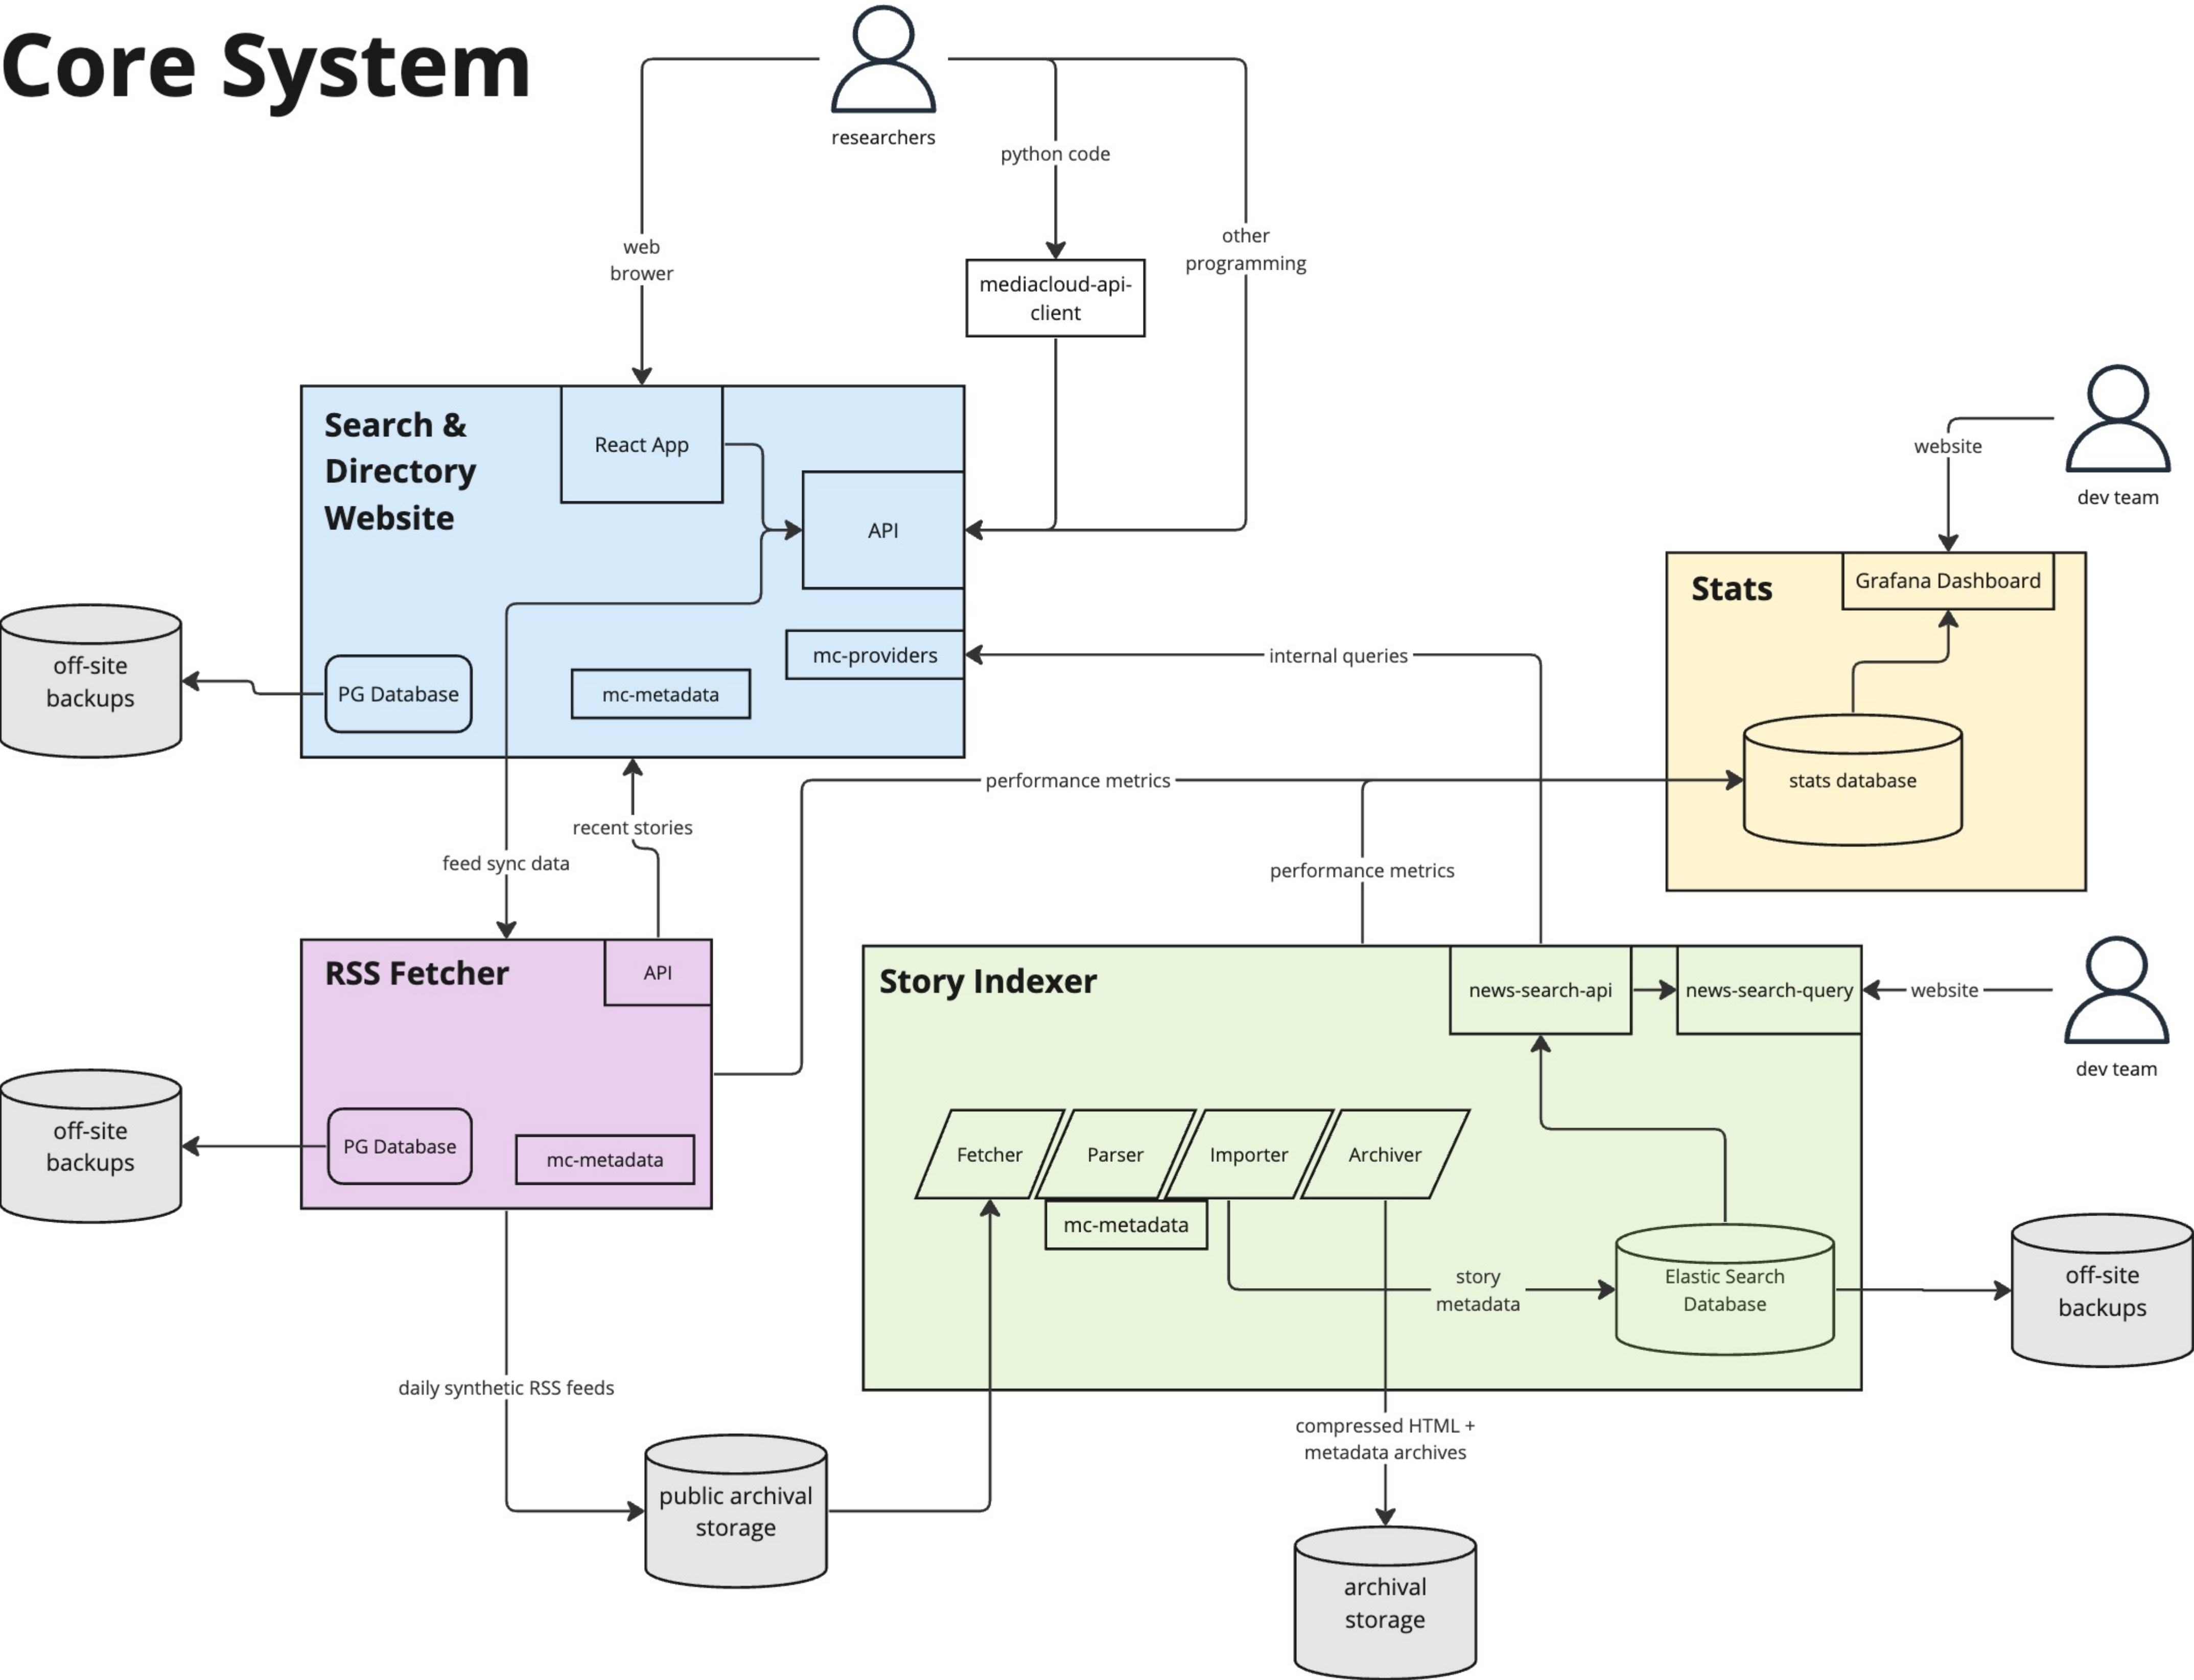 Core System
researchers
python code
web
brower
other
programming
mediacloud-api-
client
Search &
Directory
Website
React App
API
mc-providers
mc-metadata
PG Database
off-site
backups
website
dev team
Stats
Grafana Dashboard
stats database
internal queries
performance metrics
recent stories
feed sync data
performance metrics
RSS Fetcher
API
PG Database
mc-metadata
off-site
backups
Story Indexer
news-search-api
news-search-query
website
dev team
Fetcher
Parser
Importer
Archiver
mc-metadata
story
metadata
Elastic Search
Database
off-site
backups
daily synthetic RSS feeds
public archival
storage
compressed HTML +
metadata archives
archival
storage